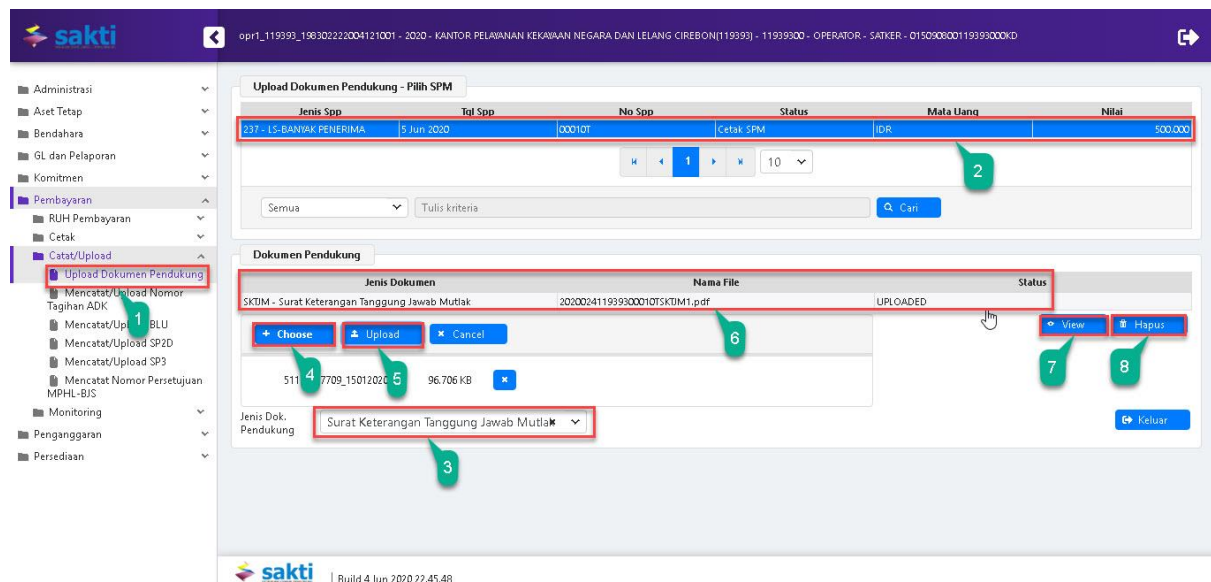 sakti
opr1_119393_198302222004121001 - 2020 - KANTOR PELAYANAN KEKAYAAN NEGARA DAN LELANG CIREBON(119393) - 11939300 - OPERATOR - SATKER - 015090800119393000KD
Administrasi
Aset Tetap
Bendahara
GL dan Pelaporan
Komitmen
Pembayaran
RUH Pembayaran
Cetak
Catat/Upload
Upload Dokumen Pendukung
Mencatat/Upload Nomor
Tagihan ADK
1
BLU
Mencatat/Upload SP2D
Mencatat/Upload SP3
Mencatat Nomor Persetujuan
MPHL-BJS
Monitoring
Penganggaran
Persediaan
Upload Dokumen Pendukung - Pilih SPM
Jenis Spp Tgl Spp No Spp Status Mata Uang Nilai
237 - LS-BANYAK PENERIMA 5 Jun 2020 00010T Cetak SPM IDR 500.000
2
1 10
Semua Tulis kriteria Cari
Dokumen Pendukung
Jenis Dokumen Nama File Status
SKTJM - Surat Keterangan Tanggung Jawab Mutlak 20200241193930001 0TSKTJM1.pdf UPLOADED
+ Choose Upload × Cancel
6
View Hapus
4 5
7 8
96.706 KB ×
Jenis Dok.
Pendukung
Surat Keterangan Tanggung Jawab
3
Keluar
sakti | Build 4 Jun 2020 22.45.48